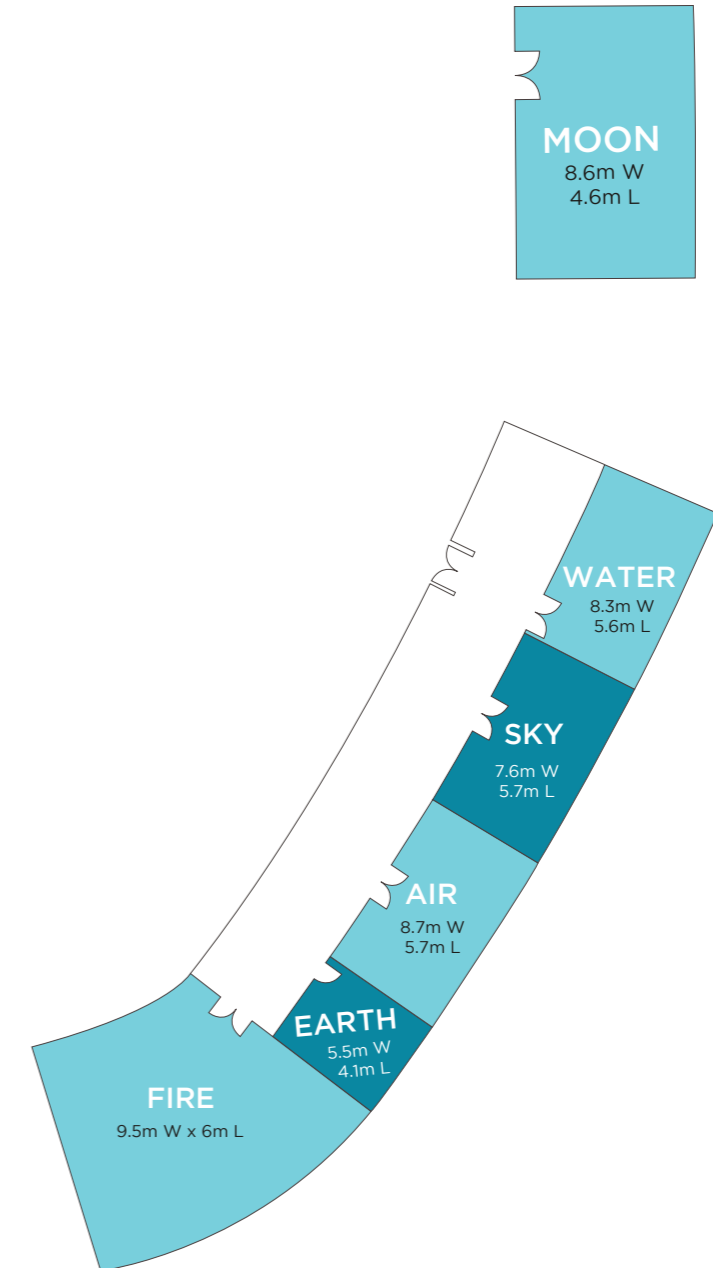 MOON
8.6m W
4.6m L
WATER
8.3m W
5.6m L
SKY
7.6m W
5.7m L
AIR
8.7m W
5.7m L
EARTH
5.5m W
4.1m L
FIRE
9.5m W x 6m L